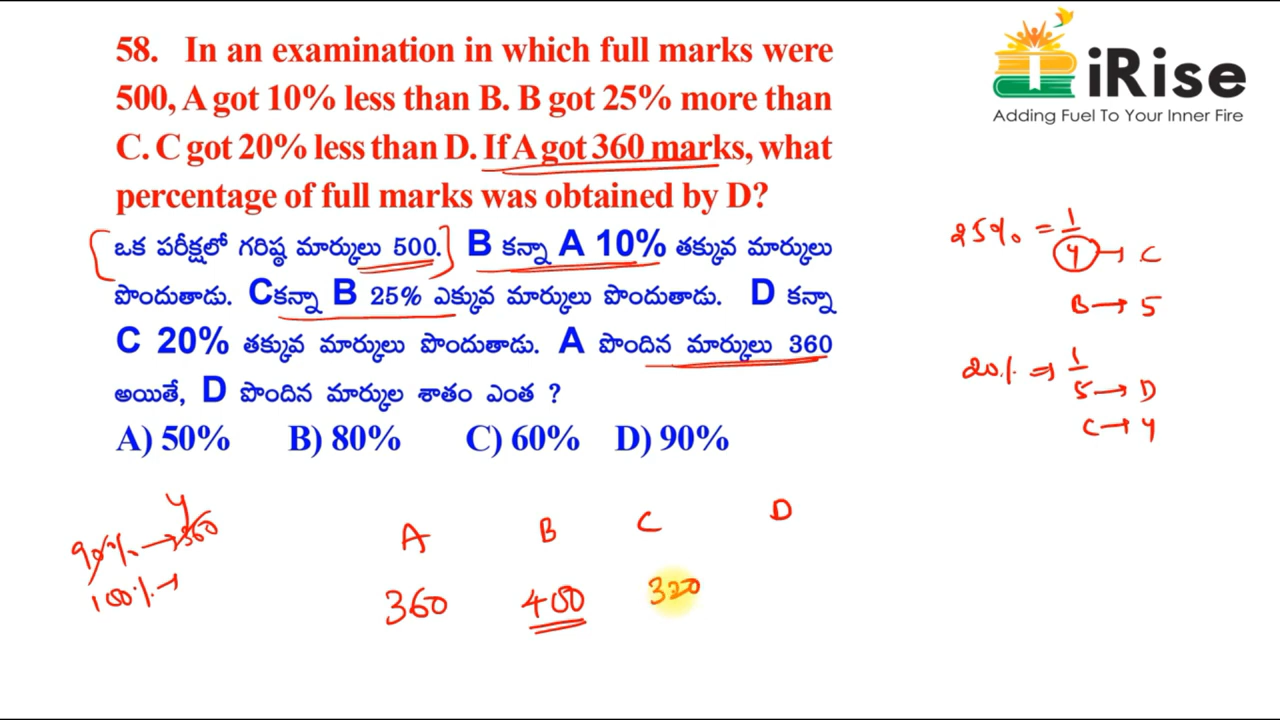 58. In an examination in which full marks were
500, A got 10% less than B. B got 25% more than
C. C got 20% less than D. If A got 360 marks, what
percentage of full marks was obtained by D?
ఒక పరీక్షలో గరిష్ఠ మార్కులు 500. B కన్నా A 10% తక్కువ మార్కులు
పొందుతాడు. Cకన్నా B 25% ఎక్కువ మార్కులు పొందుతాడు. D కన్నా
C 20% తక్కువ మార్కులు పొందుతాడు. A పొందిన మార్కులు 360
అయితే, D పొందిన మార్కుల శాతం ఎంత ?
A) 50% B) 80% C) 60% D) 90%
iRise
Adding Fuel To Your Inner Fire
25% = 1/4 → C
B → 5
20% ⇒ 1/5 → D
C → 4
4
90% → 360
100% →
A B C D
360 400 320